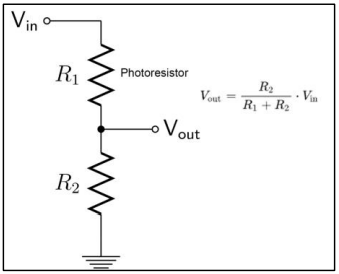 Vin
R1 Photoresistor
Vout = R2 / (R1 + R2) · Vin
Vout
R2